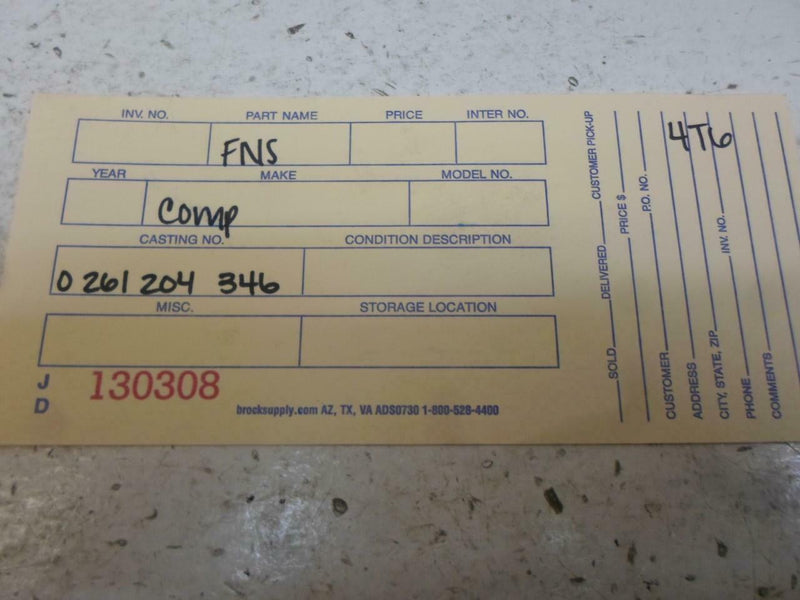 INV. NO. PART NAME PRICE INTER NO.
FNS
YEAR MAKE MODEL NO.
Comp
CASTING NO. CONDITION DESCRIPTION
0 261 204 346
MISC. STORAGE LOCATION
J D 130308
brocksupply.com AZ, TX, VA ADS0730 1-800-528-4400
SOLD DELIVERED CUSTOMER PICK-UP
PRICE $
P.O. NO.
CUSTOMER
4T6
ADDRESS
CITY, STATE, ZIP INV. NO.
PHONE
COMMENTS